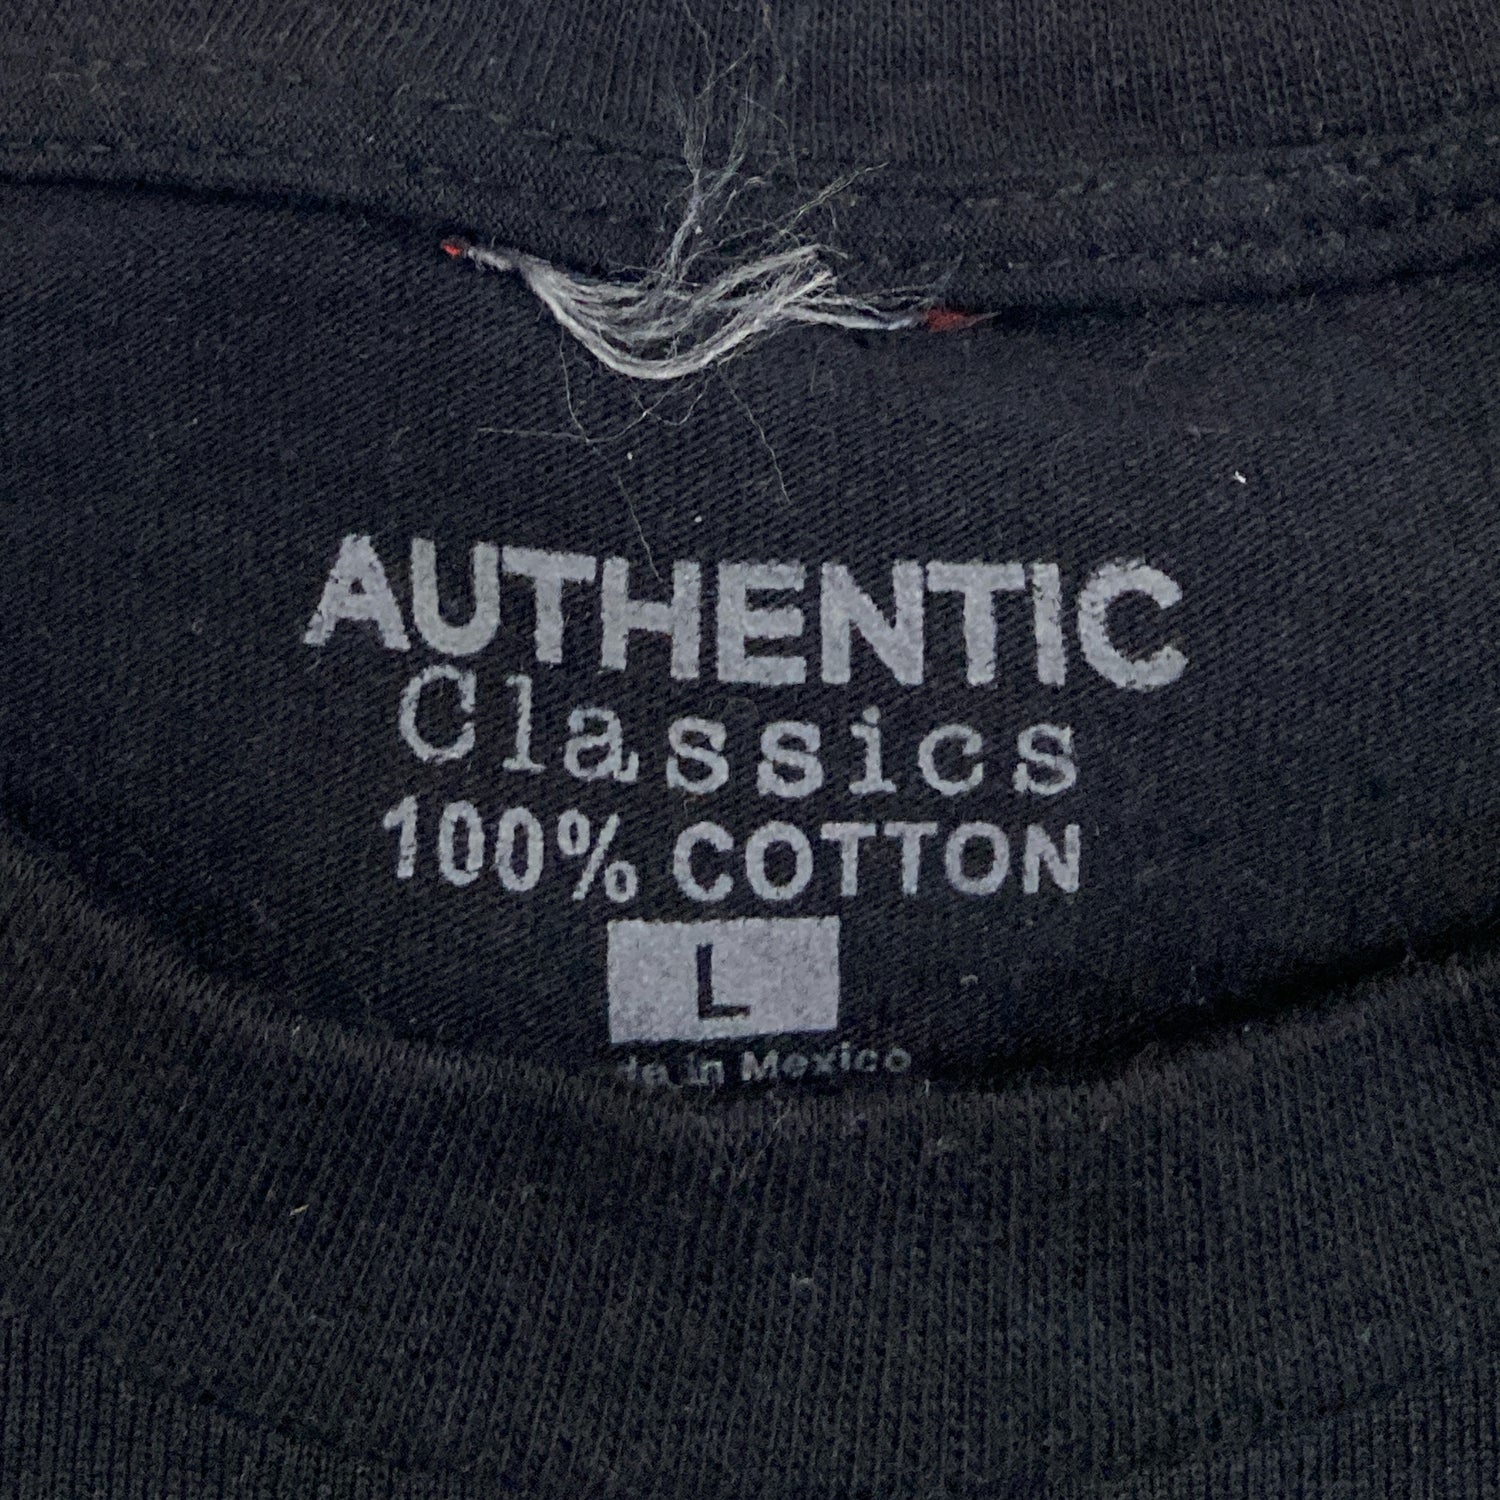 AUTHENTIC
Classics
100% COTTON
L
in Mexico